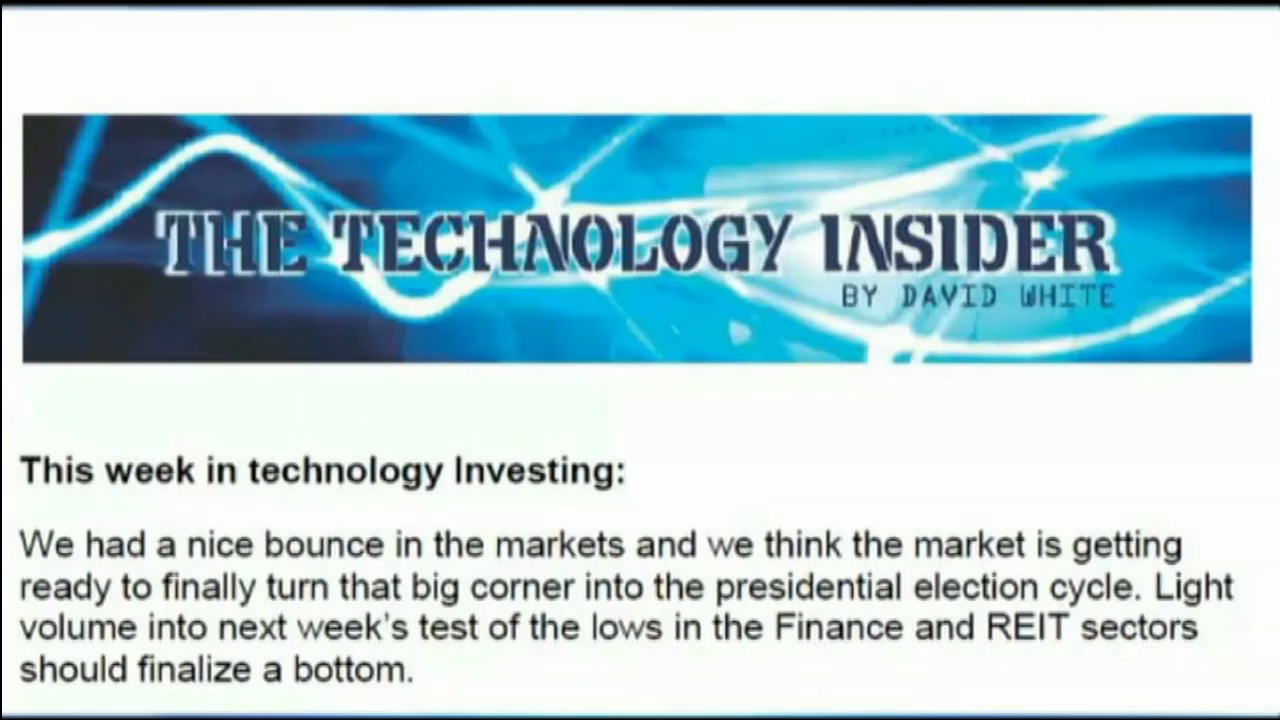 THE TECHNOLOGY INSIDER
BY DAVID WHITE
This week in technology Investing:
We had a nice bounce in the markets and we think the market is getting
ready to finally turn that big corner into the presidential election cycle. Light
volume into next week's test of the lows in the Finance and REIT sectors
should finalize a bottom.